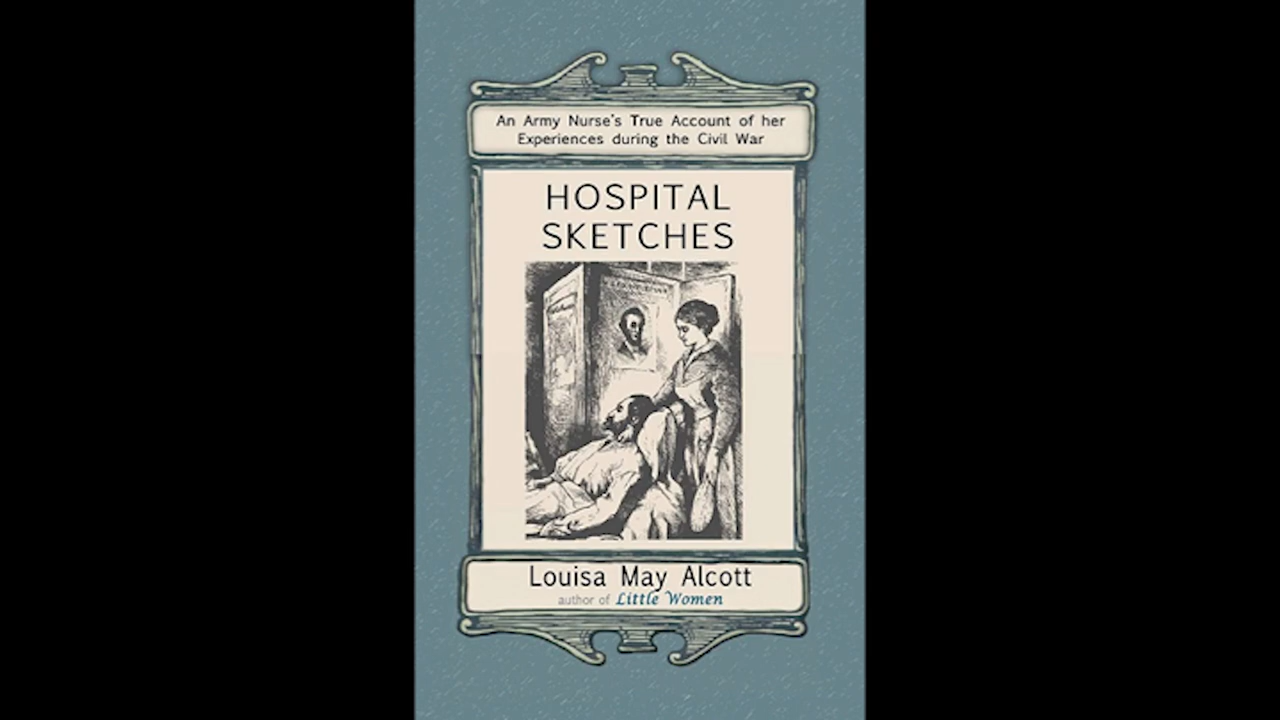 An Army Nurse's True Account of her
Experiences during the Civil War
HOSPITAL
SKETCHES
Louisa May Alcott
author of Little Women